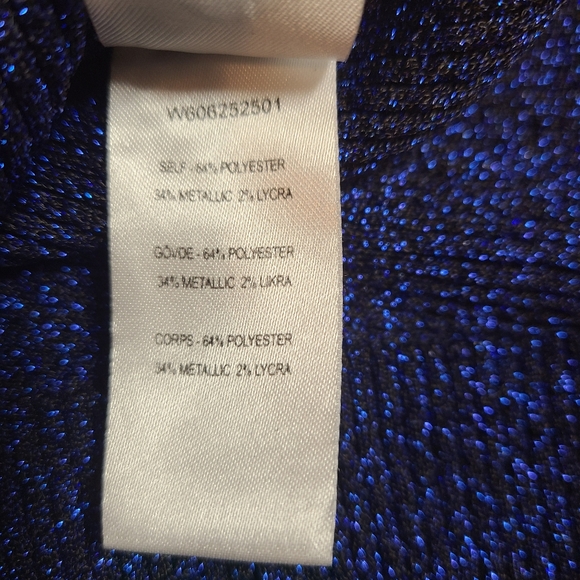 W606252501
SELF - 64% POLYESTER
34% METALLIC 2% LYCRA
GÖVDE - 64% POLYESTER
34% METALLIC 2% LIKRA
CORPS - 64% POLYESTER
34% METALLIC 2% LYCRA